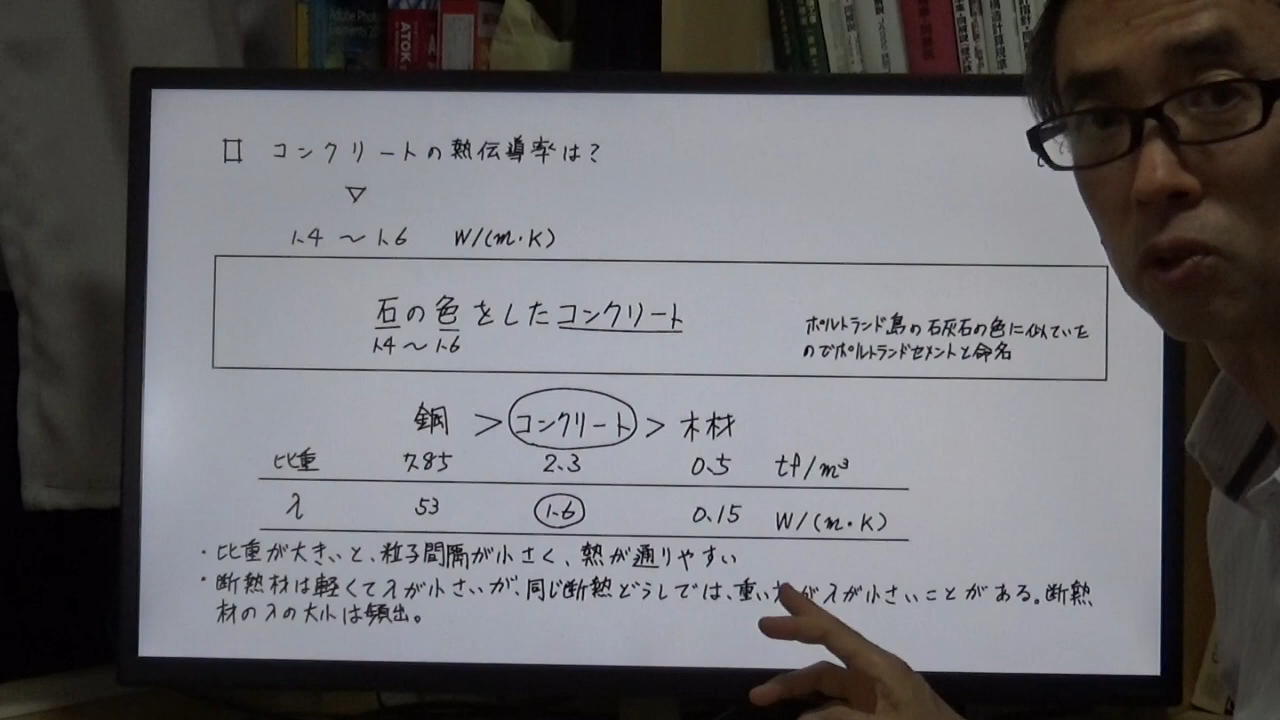 Adobe Photo
Elements
ATOK
A
□ コンクリートの熱伝導率は?
▽
1.4 ～ 1.6 W/(m·K)
石の色をしたコンクリート
1.4 ～ 1.6
ポルトランド島の石灰石の色に似ていた
のでポルトランドセメントと命名
鋼 > コンクリート > 木材
比重 7.85 2.3 0.5 tf/m³
λ 53 1.6 0.15 W/(m·K)
・比重が大きいと、粒子間隔が小さく、熱が通りやすい
・断熱材は軽くてλが小さいが、同じ断熱どうしでは、重い が λが小さいことがある。断熱
材のλの大小は頻出。